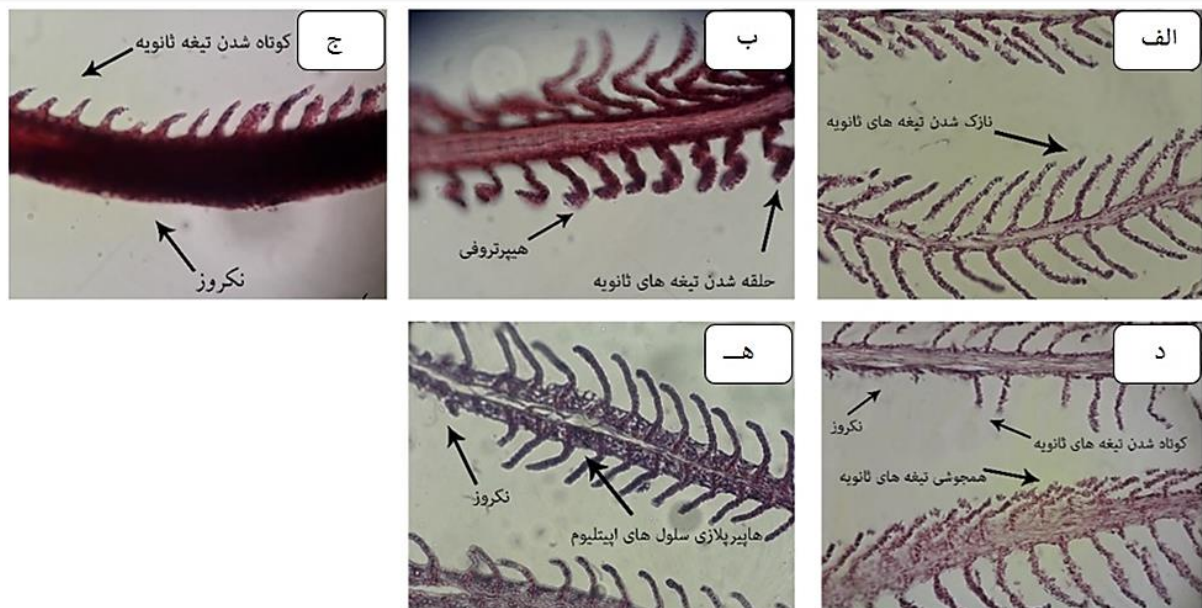 الف
نازک شدن تیغه های ثانویه
ب
هیپرتروفی
حلقه شدن تیغه های ثانویه
ج
کوتاه شدن تیغه ثانویه
نکروز
د
نکروز
کوتاه شدن تیغه های ثانویه
همجوشی تیغه های ثانویه
هـ
نکروز
هاپیرپلازی سلول های اپیتلیوم